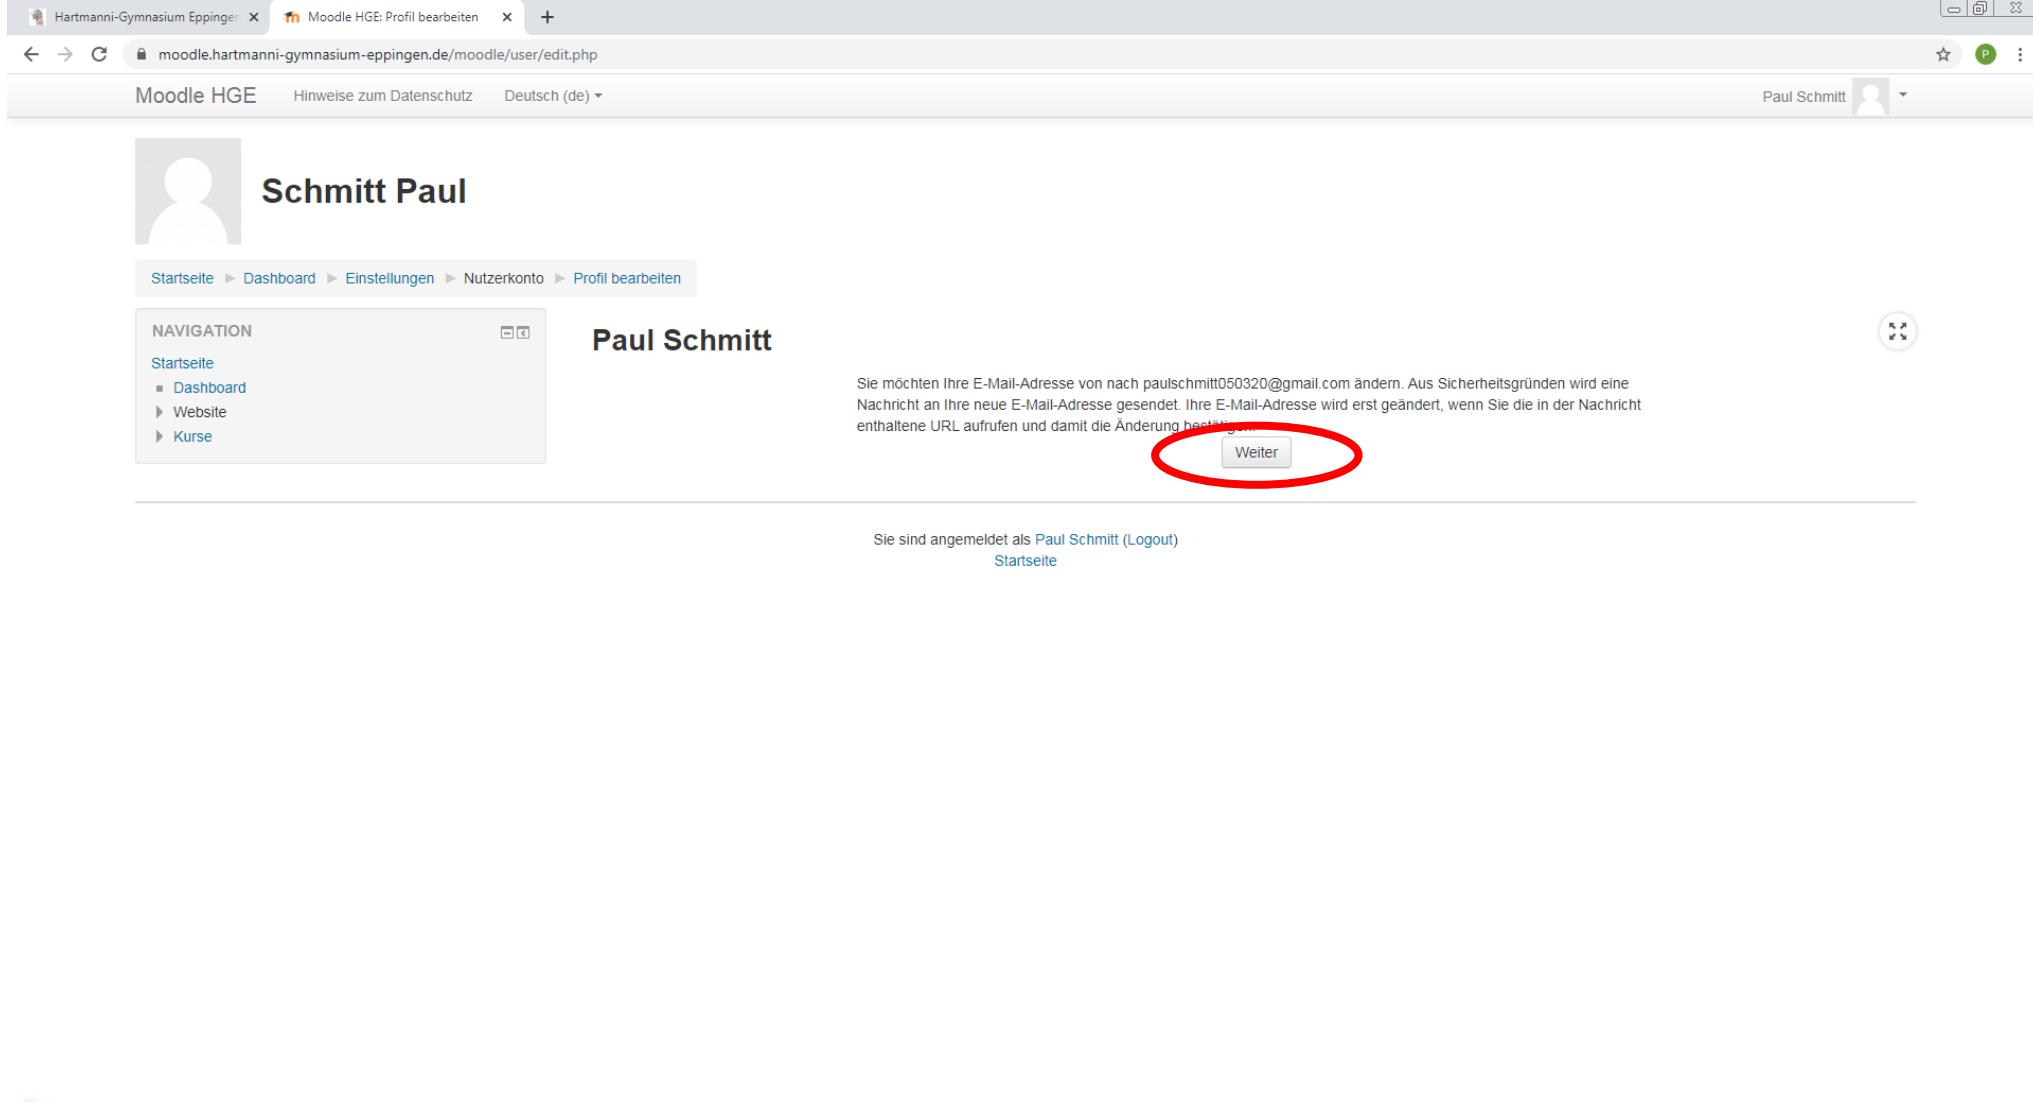 Hartmanni-Gymnasium Eppingen
Moodle HGE: Profil bearbeiten
moodle.hartmanni-gymnasium-eppingen.de/moodle/user/edit.php
P
Moodle HGE Hinweise zum Datenschutz Deutsch (de)
Paul Schmitt
Schmitt Paul
Startseite ► Dashboard ► Einstellungen ► Nutzerkonto ► Profil bearbeiten
NAVIGATION
Startseite
Dashboard
Website
Kurse
Paul Schmitt
Sie möchten Ihre E-Mail-Adresse von nach paulschmitt050320@gmail.com ändern. Aus Sicherheitsgründen wird eine
Nachricht an Ihre neue E-Mail-Adresse gesendet. Ihre E-Mail-Adresse wird erst geändert, wenn Sie die in der Nachricht
enthaltene URL aufrufen und damit die Änderung bestätigen.
Weiter
Sie sind angemeldet als Paul Schmitt (Logout)
Startseite